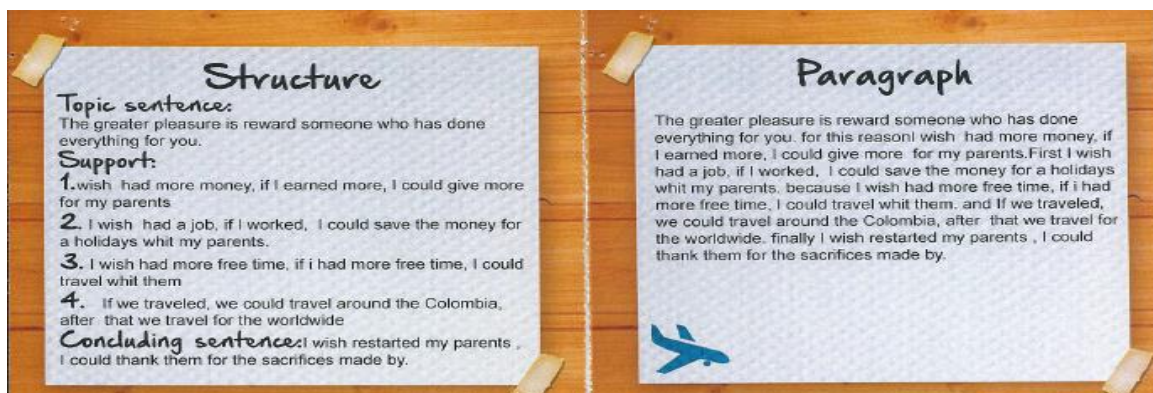 Structure
Topic sentence:
The greater pleasure is reward someone who has done
everything for you.
Support:
1.wish had more money, if I earned more, I could give more
for my parents
2. I wish had a job, if I worked, I could save the money for
a holidays whit my parents.
3. I wish had more free time, if i had more free time, I could
travel whit them
4. If we traveled, we could travel around the Colombia,
after that we travel for the worldwide
Concluding sentence:I wish restarted my parents ,
I could thank them for the sacrifices made by.
Paragraph
The greater pleasure is reward someone who has done
everything for you. for this reasonI wish had more money, if
I earned more, I could give more for my parents.First I wish
had a job, if I worked, I could save the money for a holidays
whit my parents. because I wish had more free time, if i had
more free time, I could travel whit them. and If we traveled,
we could travel around the Colombia, after that we travel for
the worldwide. finally I wish restarted my parents , I could
thank them for the sacrifices made by.